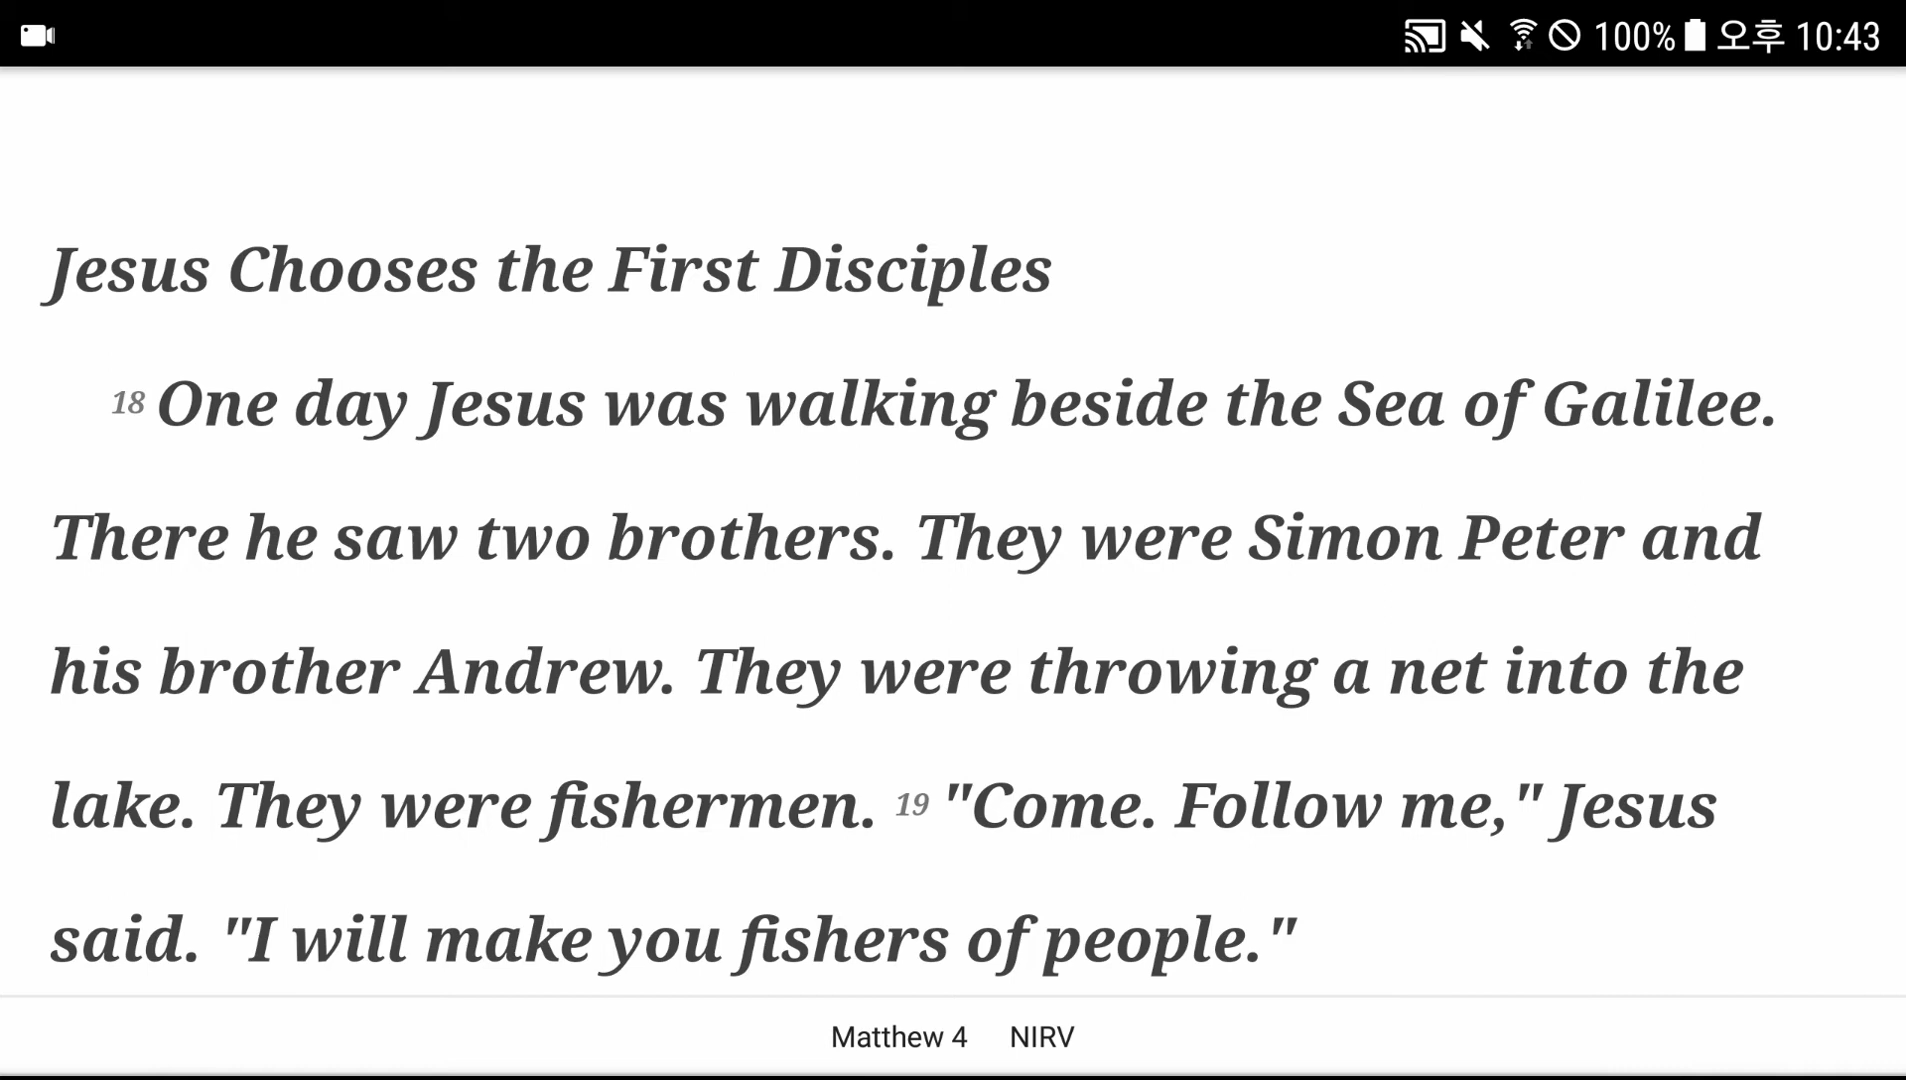 100% 오후 10:43
Jesus Chooses the First Disciples
18 One day Jesus was walking beside the Sea of Galilee.
There he saw two brothers. They were Simon Peter and
his brother Andrew. They were throwing a net into the
lake. They were fishermen. 19 "Come. Follow me," Jesus
said. "I will make you fishers of people."
Matthew 4 NIRV